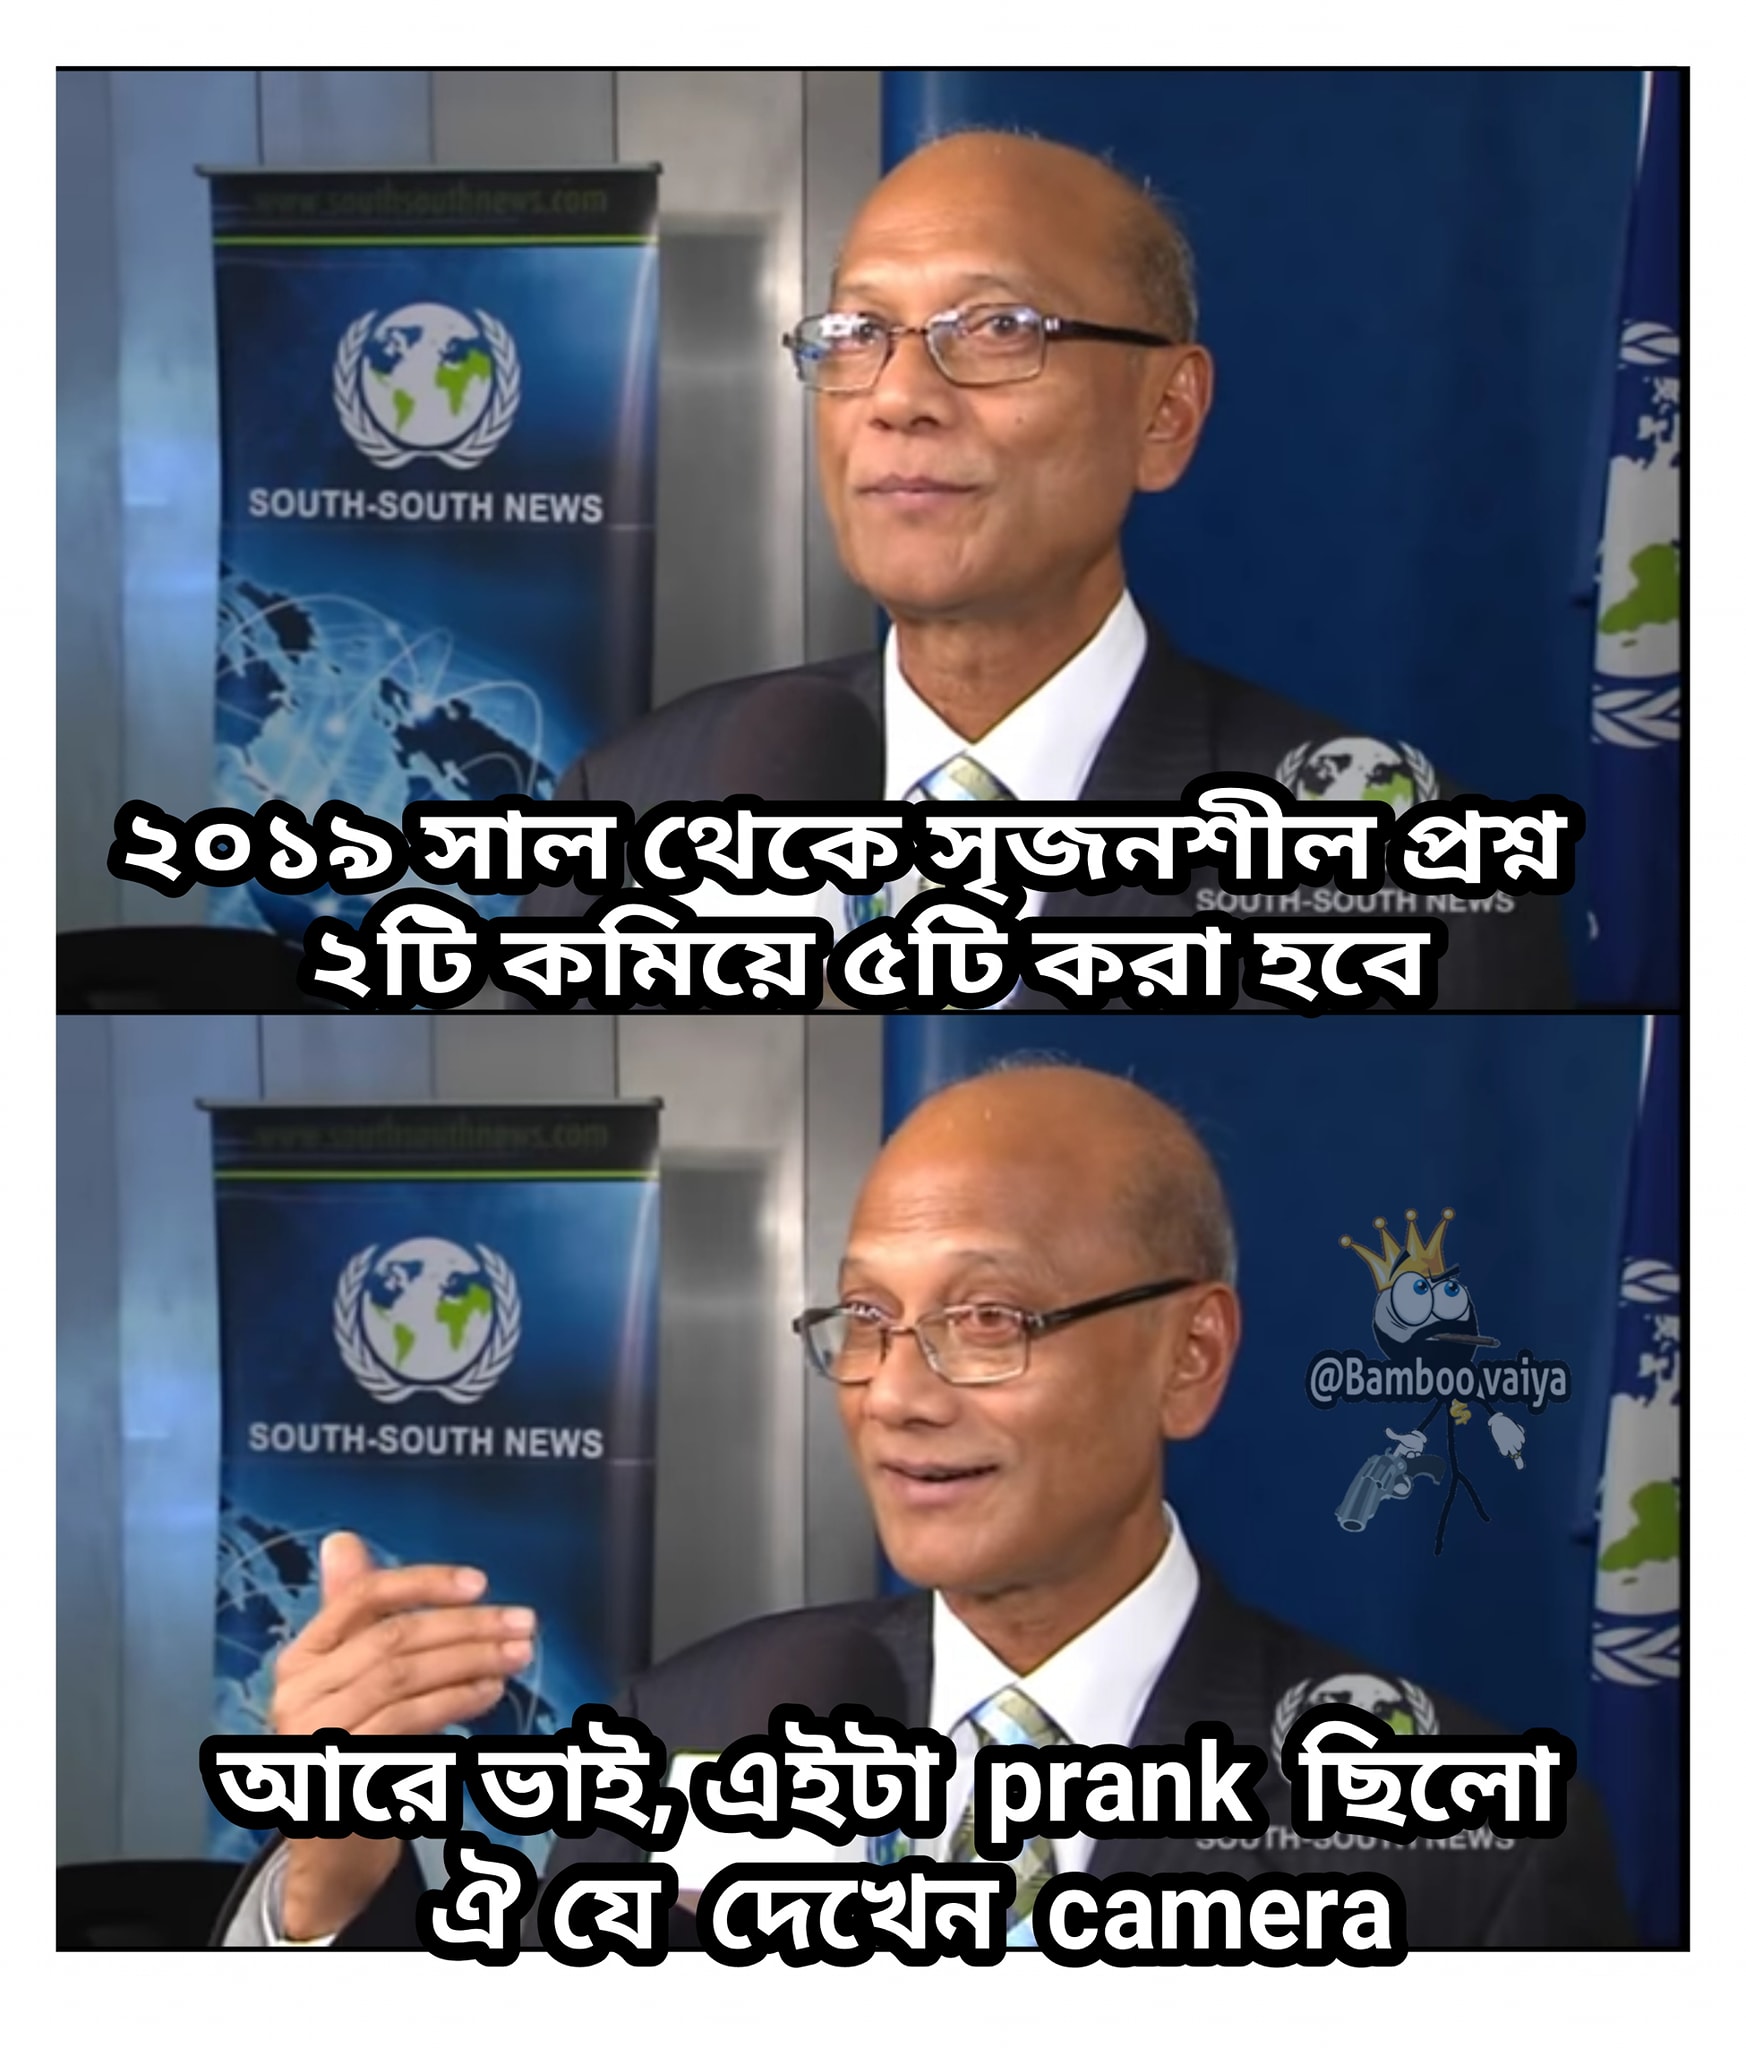 www.southsouthnews.com
SOUTH-SOUTH NEWS
২০১৯ সাল থেকে সৃজনশীল প্রশ্ন
SOUTH-SOUTH NEWS
২টি কমিয়ে ৫টি করা হবে
www.southsouthnews.com
@Bamboo vaiya
SOUTH-SOUTH NEWS
আরে ভাই, এইটা prank ছিলো
SOUTH-SOUTH NEWS
ঐ যে দেখেন camera